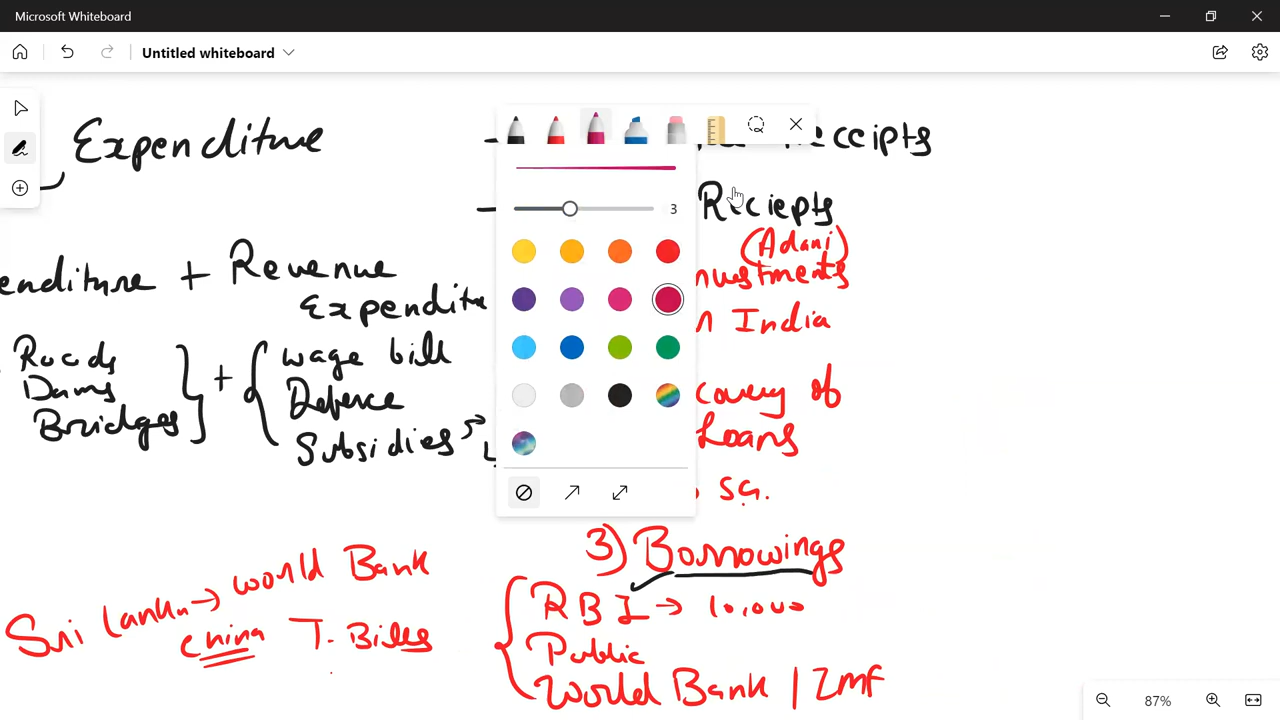 Microsoft Whiteboard
Untitled whiteboard
Expenditure
Receipts
Reciepts
(Adani)
enditure + Revenue
Expenditu
nvestments
n India
3
Roads
Dams
Bridges
+
wage bill
Defence
Subsidies
covery of
Loans
sa.
3) Borrowings
Sri Lanka → World Bank
China T. Bills
RBI → 10,000
Public
World Bank / IMF
87%